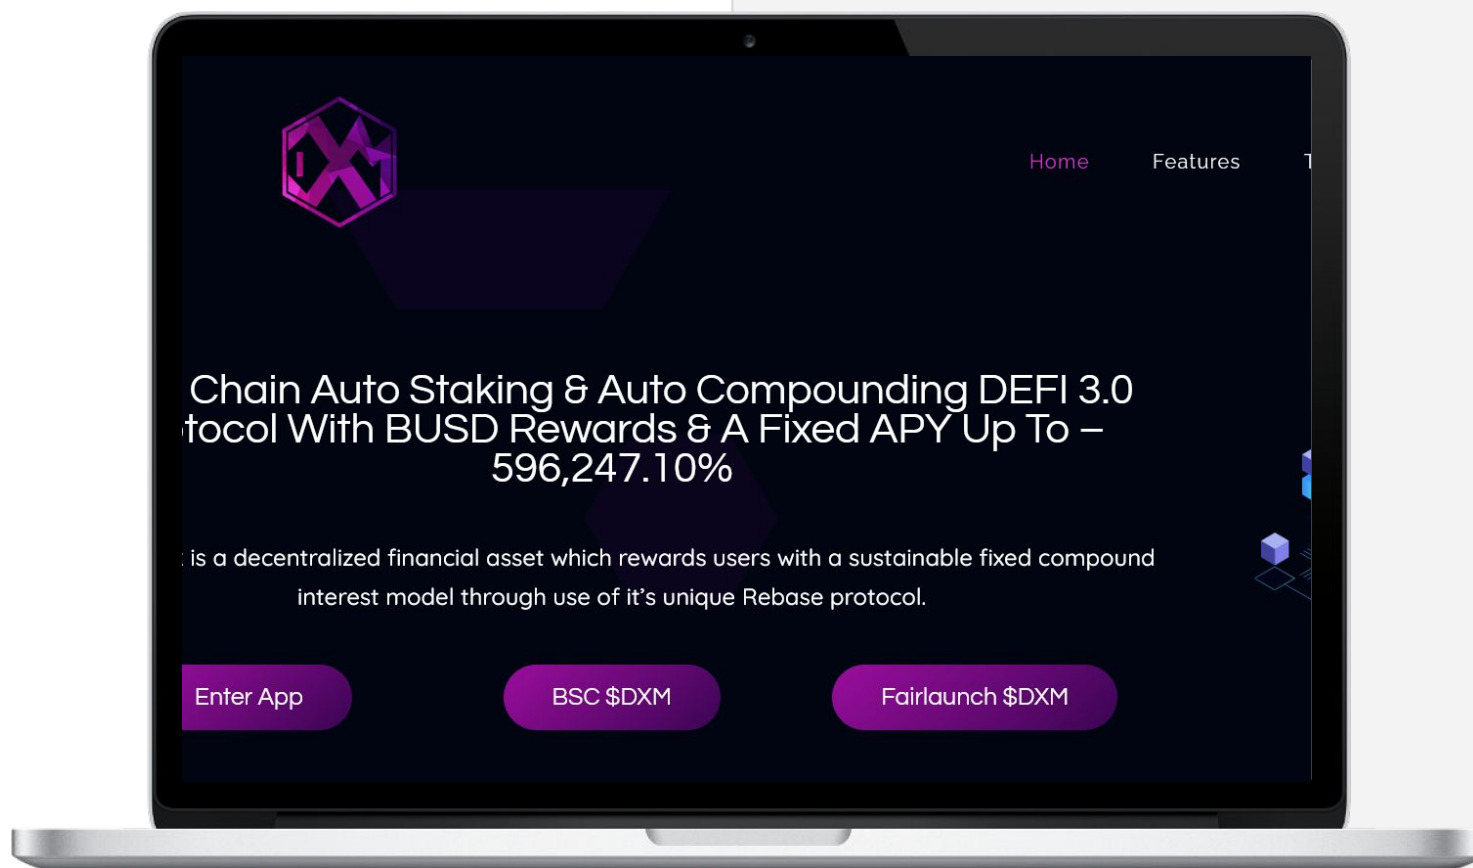 DXM
Home Features
Chain Auto Staking & Auto Compounding DEFI 3.0
tocol With BUSD Rewards & A Fixed APY Up To –
596,247.10%
is a decentralized financial asset which rewards users with a sustainable fixed compound
interest model through use of it’s unique Rebase protocol.
Enter App BSC $DXM Fairlaunch $DXM